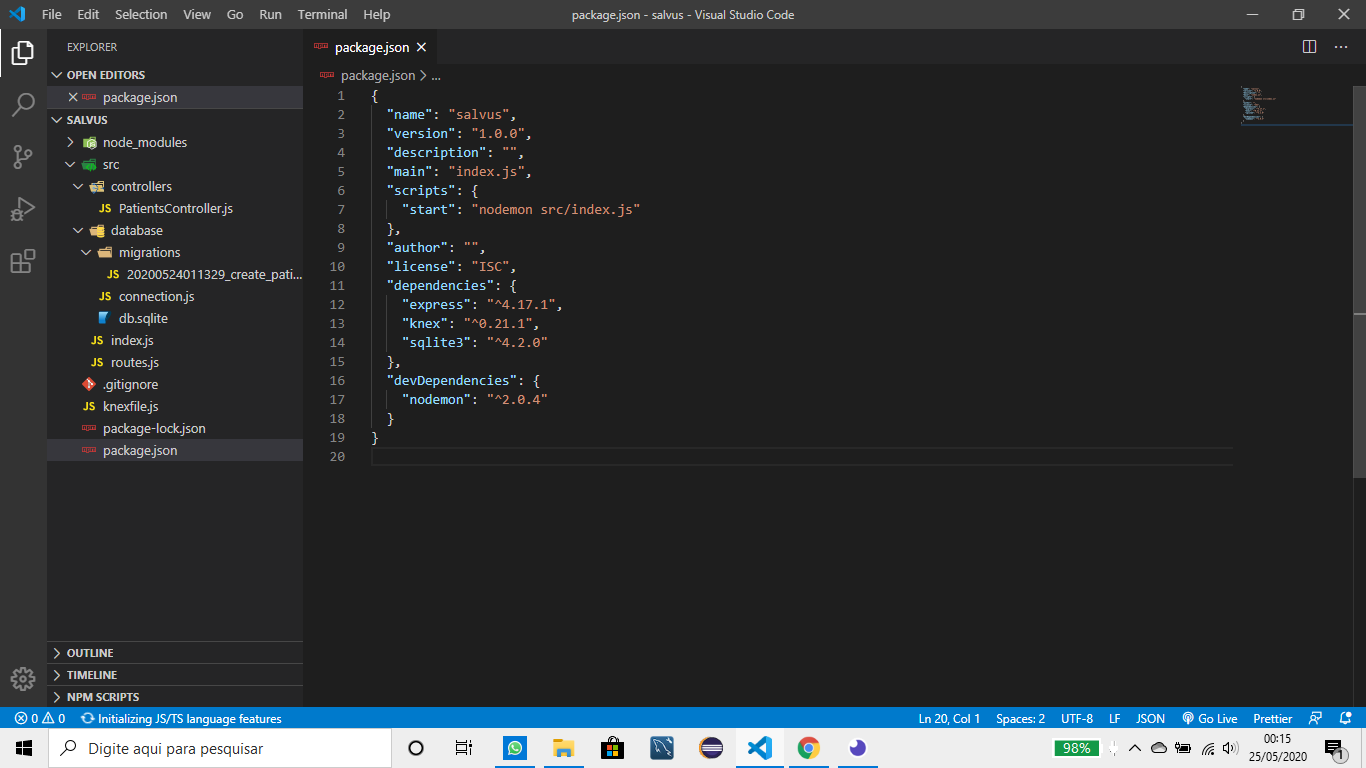 File Edit Selection View Go Run Terminal Help
package.json - salvus - Visual Studio Code
EXPLORER
OPEN EDITORS
package.json
SALVUS
node_modules
src
controllers
JS PatientsController.js
database
migrations
JS 20200524011329_create_pati...
JS connection.js
db.sqlite
JS index.js
JS routes.js
.gitignore
JS knexfile.js
package-lock.json
package.json
OUTLINE
TIMELINE
NPM SCRIPTS
package.json
package.json > ...
1 {
2 "name": "salvus",
3 "version": "1.0.0",
4 "description": "",
5 "main": "index.js",
6 "scripts": {
7 "start": "nodemon src/index.js"
8 },
9 "author": "",
10 "license": "ISC",
11 "dependencies": {
12 "express": "^4.17.1",
13 "knex": "^0.21.1",
14 "sqlite3": "^4.2.0"
15 },
16 "devDependencies": {
17 "nodemon": "^2.0.4"
18 }
19 }
20
0 0 Initializing JS/TS language features Ln 20, Col 1 Spaces: 2 UTF-8 LF JSON Go Live Prettier
Digite aqui para pesquisar
98%
00:15
25/05/2020
1